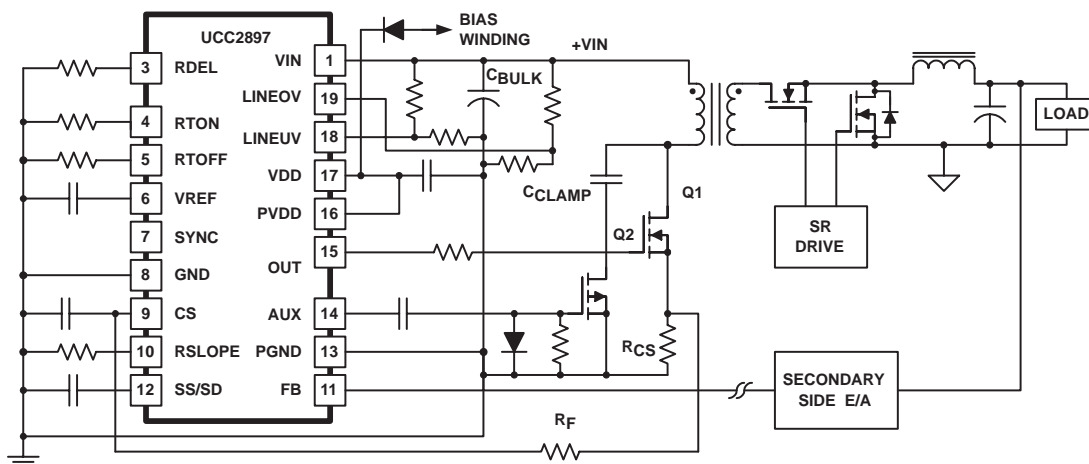 UCC2897
BIAS
WINDING
+VIN
3 RDEL
VIN 1
CBULK
LINEOV 19
4 RTON
LINEUV 18
5 RTOFF
VDD 17
6 VREF
PVDD 16
7 SYNC
8 GND
OUT 15
9 CS
AUX 14
10 RSLOPE
PGND 13
12 SS/SD
FB 11
CCLAMP
Q1
Q2
RCS
RF
SR
DRIVE
LOAD
SECONDARY
SIDE E/A